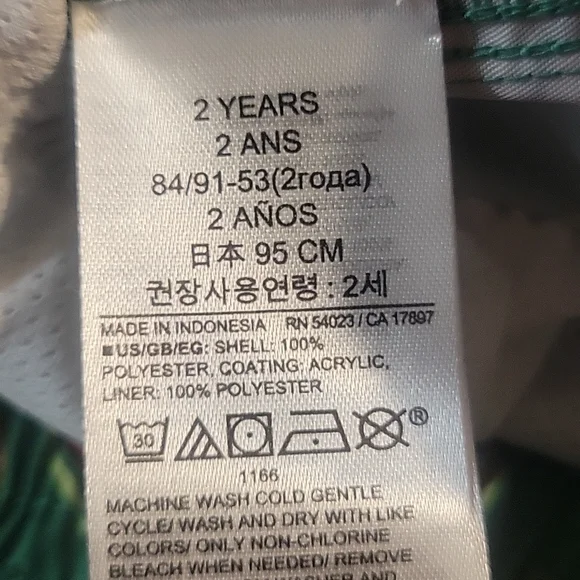 2 YEARS
2 ANS
84/91-53(2года)
2 AÑOS
日本 95 CM
권장사용연령 : 2세
MADE IN INDONESIA RN 54023 / CA 17897
US/GB/EG: SHELL: 100%
POLYESTER, COATING: ACRYLIC,
LINER: 100% POLYESTER
30 ®
1166
MACHINE WASH COLD GENTLE
CYCLE/ WASH AND DRY WITH LIKE
COLORS/ ONLY NON-CHLORINE
BLEACH WHEN NEEDED/ REMOVE